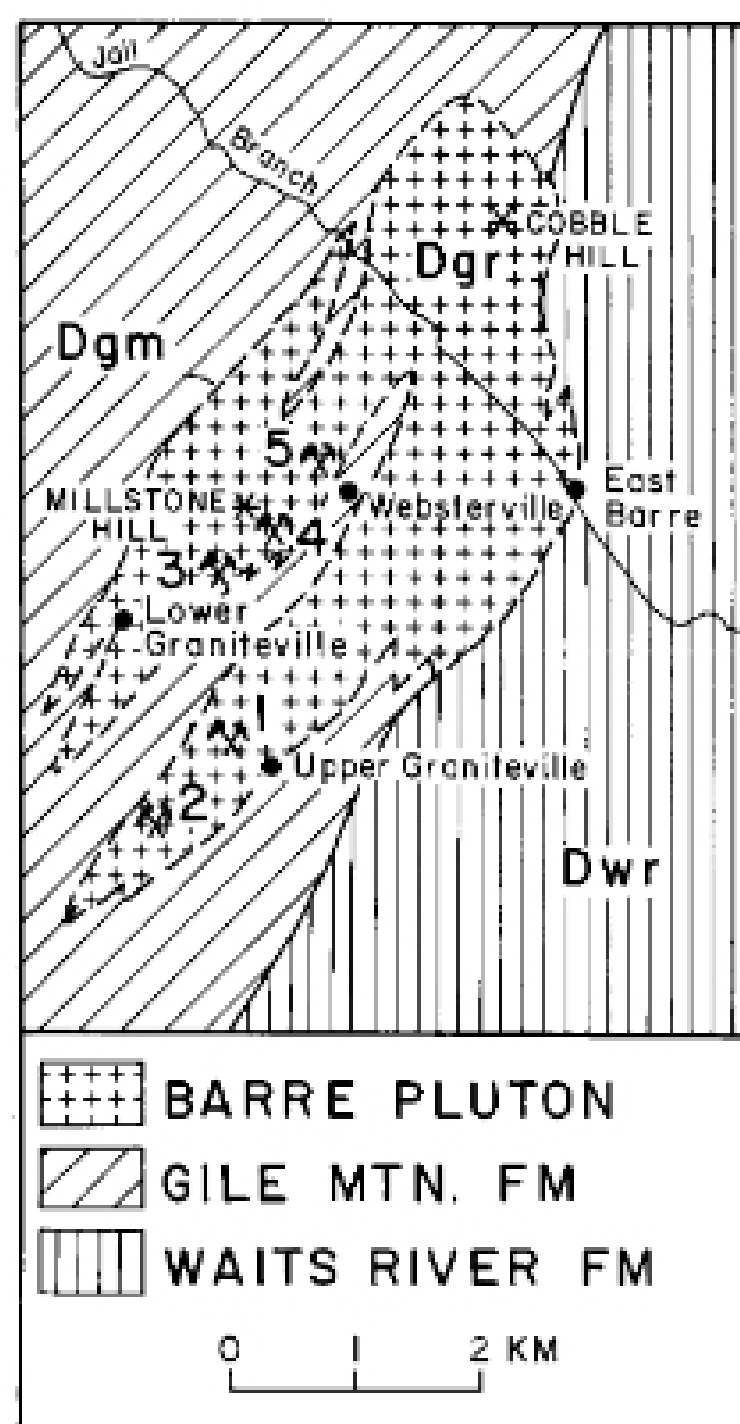 Jail
Branch
COBBLE
HILL
Dgr
Dgm
5
MILLSTONE
HILL
Websterville
East
Barre
4
3
Lower
Graniteville
1
Upper Graniteville
2
Dwr
BARRE PLUTON
GILE MTN. FM
WAITS RIVER FM
0 1 2 KM